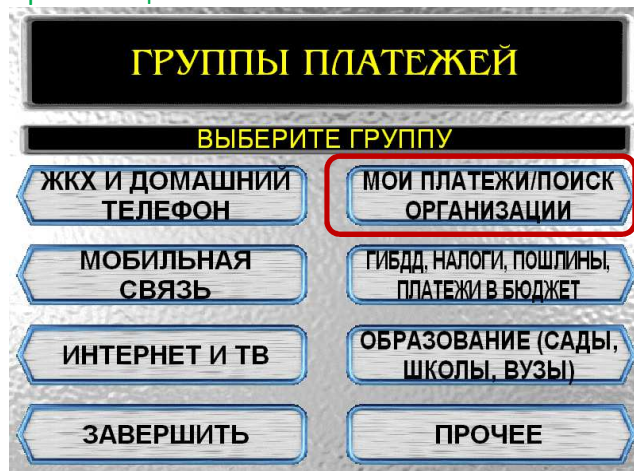 ГРУППЫ ПЛАТЕЖЕЙ
ВЫБЕРИТЕ ГРУППУ
ЖКХ И ДОМАШНИЙ
ТЕЛЕФОН
МОИ ПЛАТЕЖИ/ПОИСК
ОРГАНИЗАЦИИ
МОБИЛЬНАЯ
СВЯЗЬ
ГИБДД, НАЛОГИ, ПОШЛИНЫ,
ПЛАТЕЖИ В БЮДЖЕТ
ИНТЕРНЕТ И ТВ
ОБРАЗОВАНИЕ (САДЫ,
ШКОЛЫ, ВУЗЫ)
ЗАВЕРШИТЬ
ПРОЧЕЕ